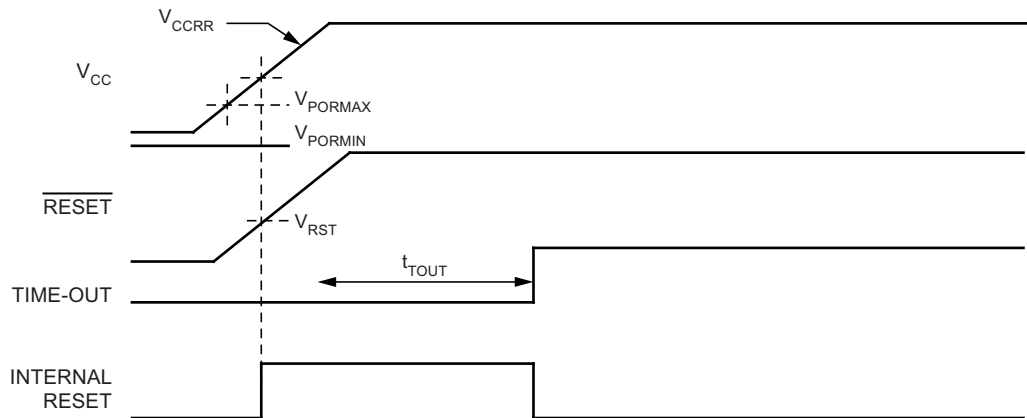 VCCRR
VCC
VPORMAX
VPORMIN
RESET
VRST
tTOUT
TIME-OUT
INTERNAL
RESET